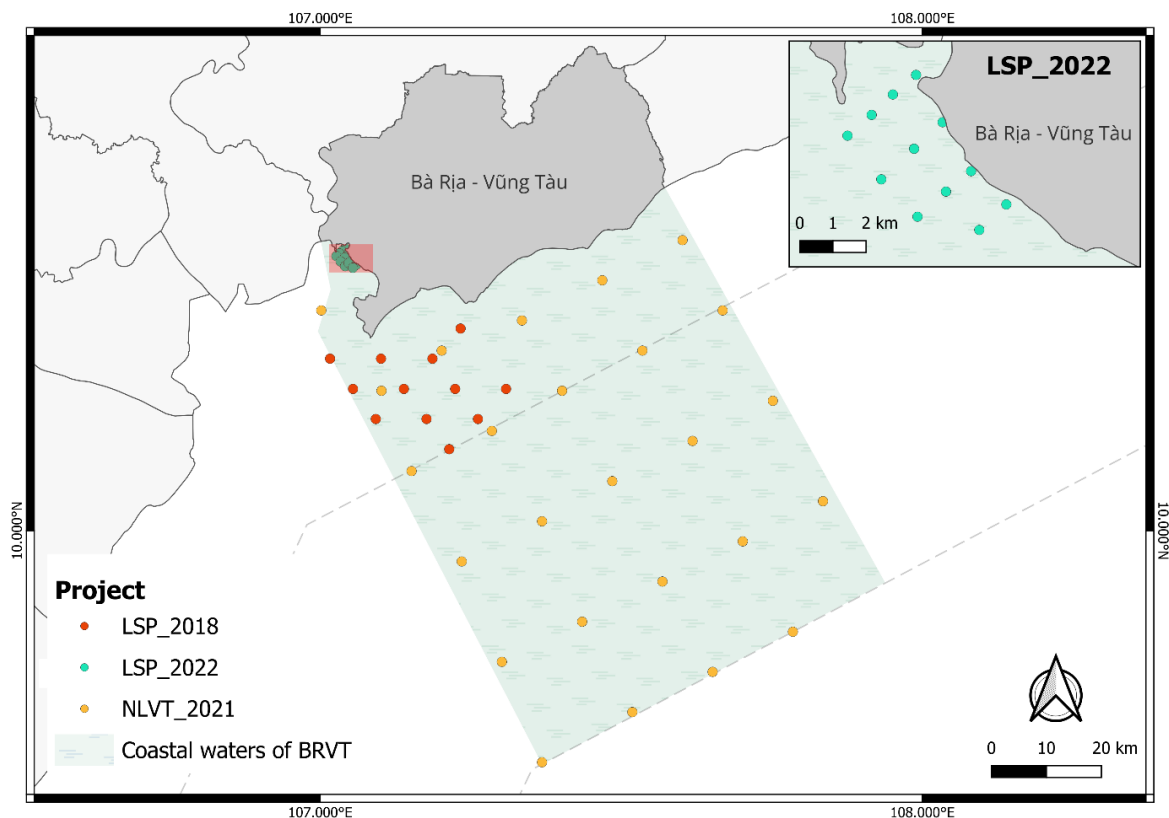 107.000°E
108.000°E
LSP_2022
Bà Rịa - Vũng Tàu
0 1 2 km
Bà Rịa - Vũng Tàu
10.000°N
10.000°N
Project
LSP_2018
LSP_2022
NLVT_2021
Coastal waters of BRVT
0 10 20 km
107.000°E
108.000°E